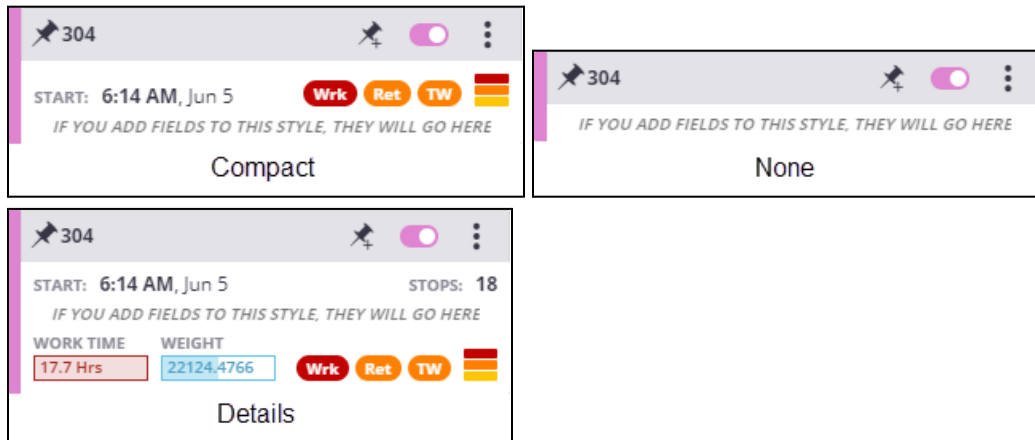 304
START: 6:14 AM, Jun 5 Wrk Ret TW
IF YOU ADD FIELDS TO THIS STYLE, THEY WILL GO HERE
Compact
304
IF YOU ADD FIELDS TO THIS STYLE, THEY WILL GO HERE
None
304
START: 6:14 AM, Jun 5 STOPS: 18
IF YOU ADD FIELDS TO THIS STYLE, THEY WILL GO HERE
WORK TIME WEIGHT
17.7 Hrs 22124.4766 Wrk Ret TW
Details